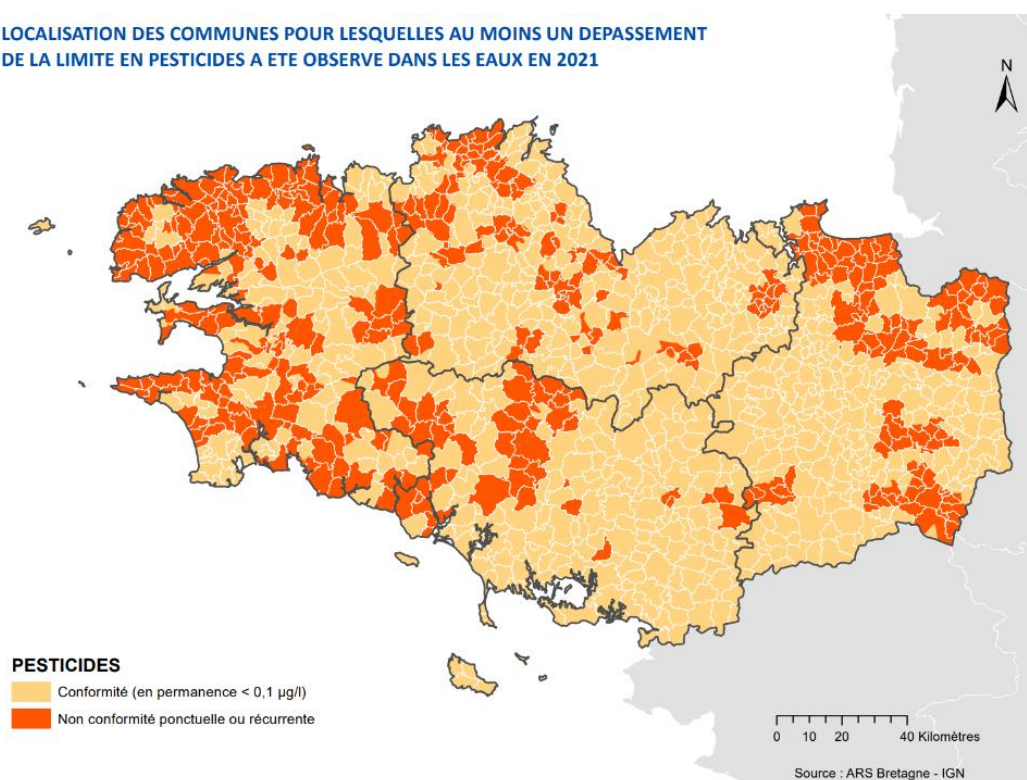 LOCALISATION DES COMMUNES POUR LESQUELLES AU MOINS UN DEPASSEMENT
DE LA LIMITE EN PESTICIDES A ETE OBSERVE DANS LES EAUX EN 2021
N
PESTICIDES
Conformité (en permanence < 0,1 µg/l)
Non conformité ponctuelle ou récurrente
0 10 20 40 Kilomètres
Source : ARS Bretagne - IGN